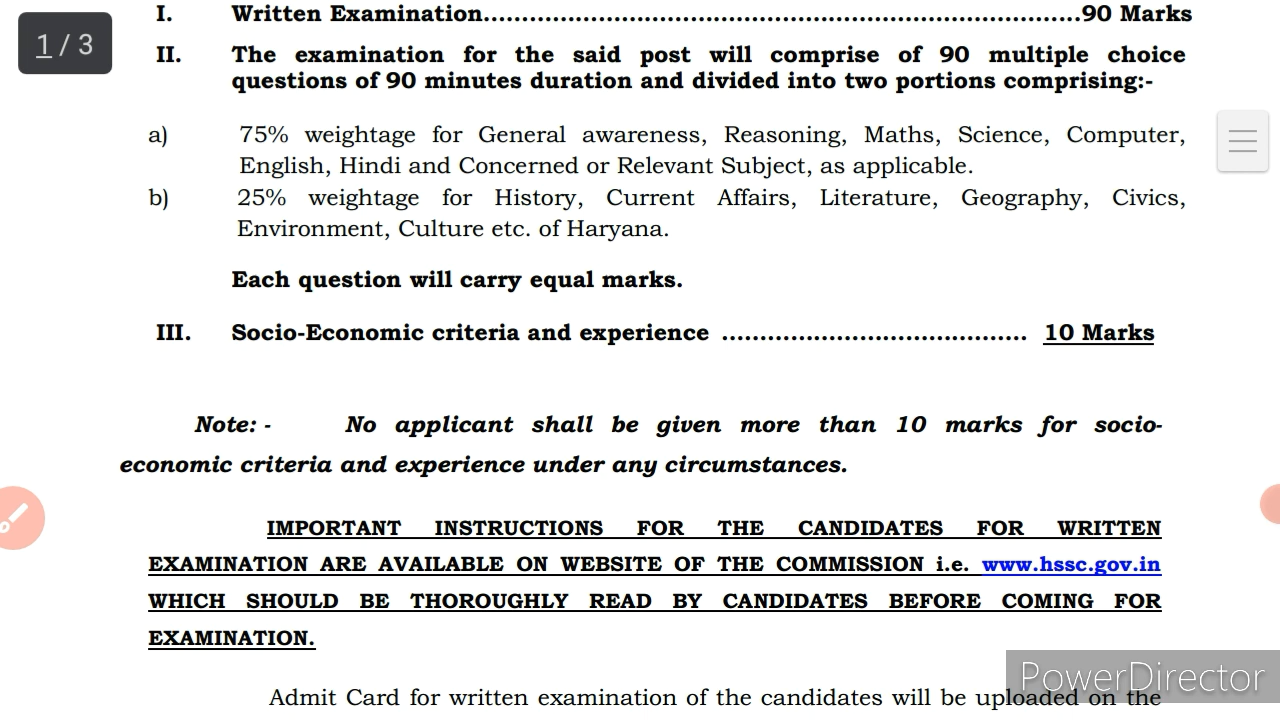 1 / 3
I. Written Examination..............................................................................90 Marks
II. The examination for the said post will comprise of 90 multiple choice
questions of 90 minutes duration and divided into two portions comprising:-
a) 75% weightage for General awareness, Reasoning, Maths, Science, Computer,
English, Hindi and Concerned or Relevant Subject, as applicable.
b) 25% weightage for History, Current Affairs, Literature, Geography, Civics,
Environment, Culture etc. of Haryana.
Each question will carry equal marks.
III. Socio-Economic criteria and experience ....................................... 10 Marks
Note: - No applicant shall be given more than 10 marks for socio-
economic criteria and experience under any circumstances.
IMPORTANT INSTRUCTIONS FOR THE CANDIDATES FOR WRITTEN
EXAMINATION ARE AVAILABLE ON WEBSITE OF THE COMMISSION i.e. www.hssc.gov.in
WHICH SHOULD BE THOROUGHLY READ BY CANDIDATES BEFORE COMING FOR
EXAMINATION.
Admit Card for written examination of the candidates will be uploaded on the
PowerDirector